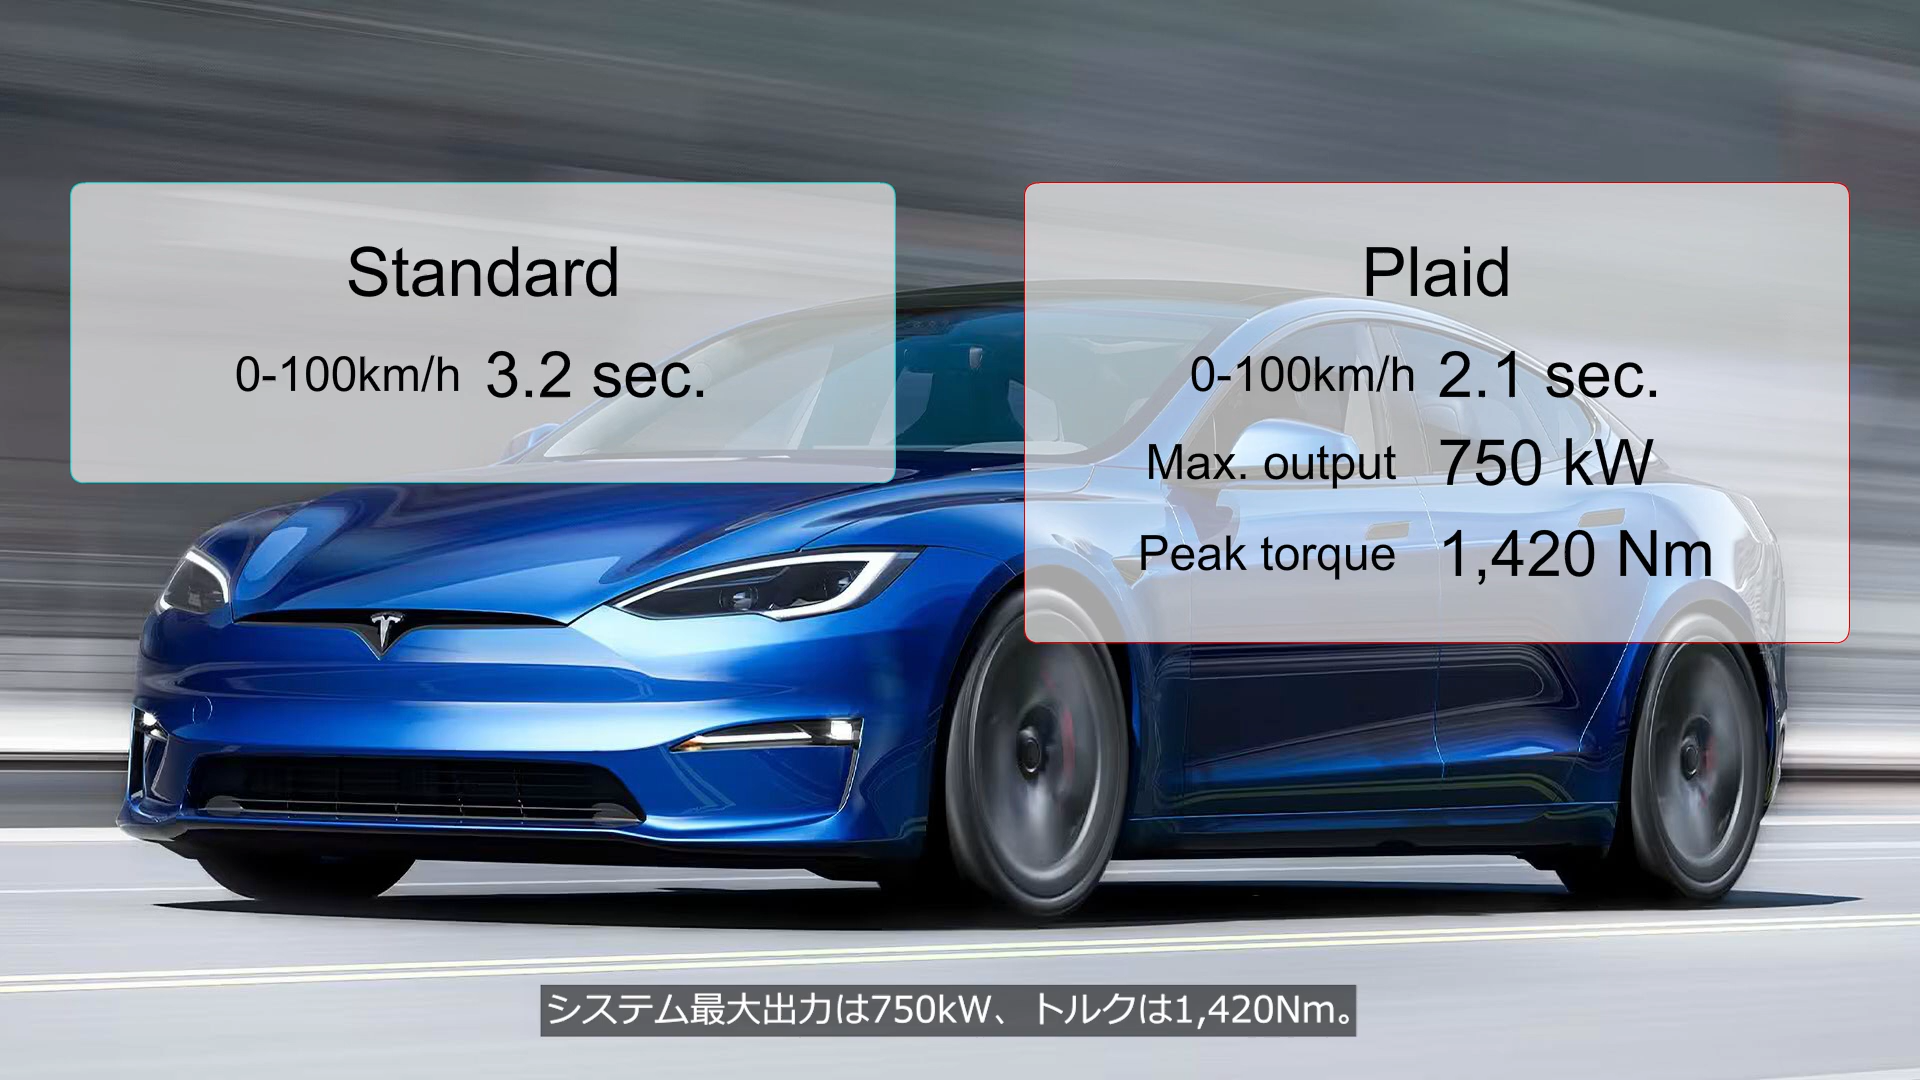 Standard
0-100km/h 3.2 sec.
Plaid
0-100km/h 2.1 sec.
Max. output 750 kW
Peak torque 1,420 Nm
システム最大出力は750kW、トルクは1,420Nm。